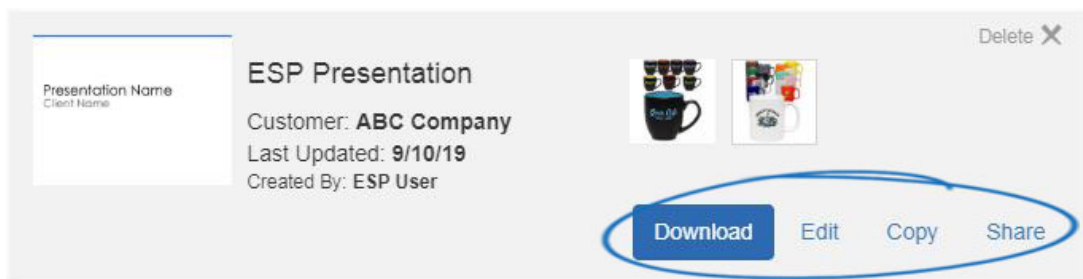 Delete
Presentation Name
Client Name
ESP Presentation
Customer: ABC Company
Last Updated: 9/10/19
Created By: ESP User
Download Edit Copy Share